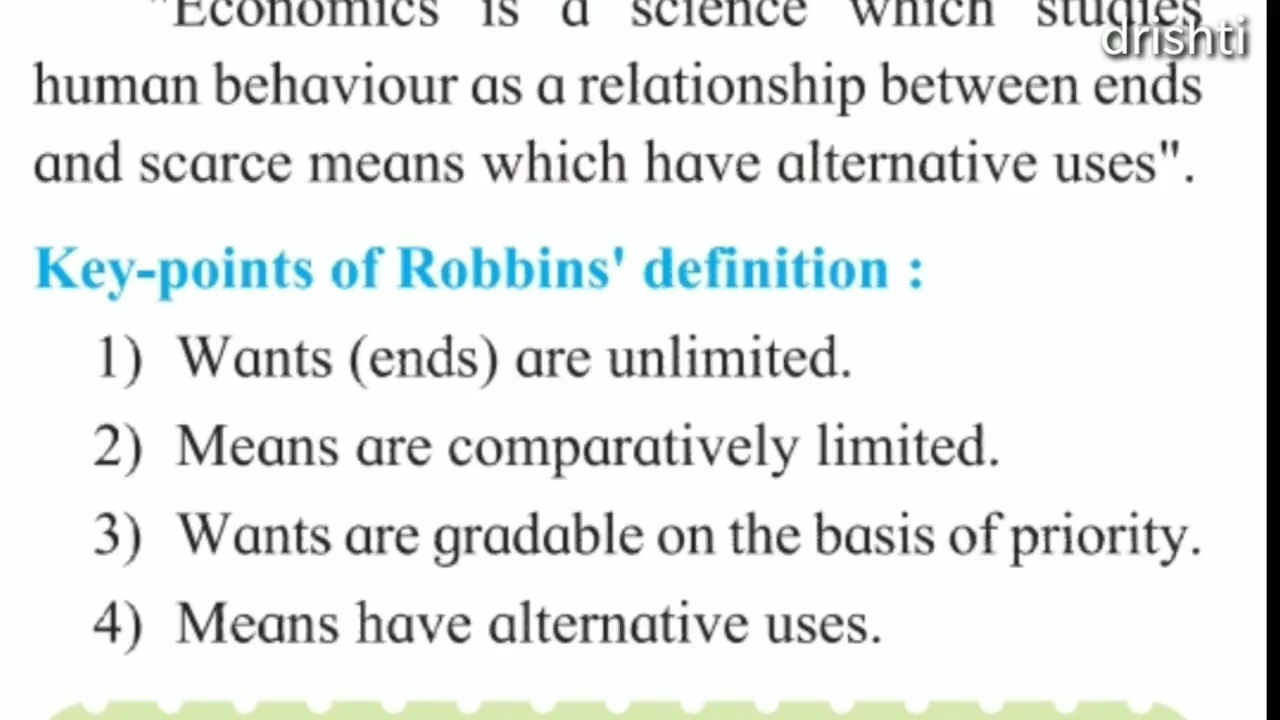 "Economics is a science which studies
drishti
human behaviour as a relationship between ends
and scarce means which have alternative uses".
Key-points of Robbins' definition :
1) Wants (ends) are unlimited.
2) Means are comparatively limited.
3) Wants are gradable on the basis of priority.
4) Means have alternative uses.